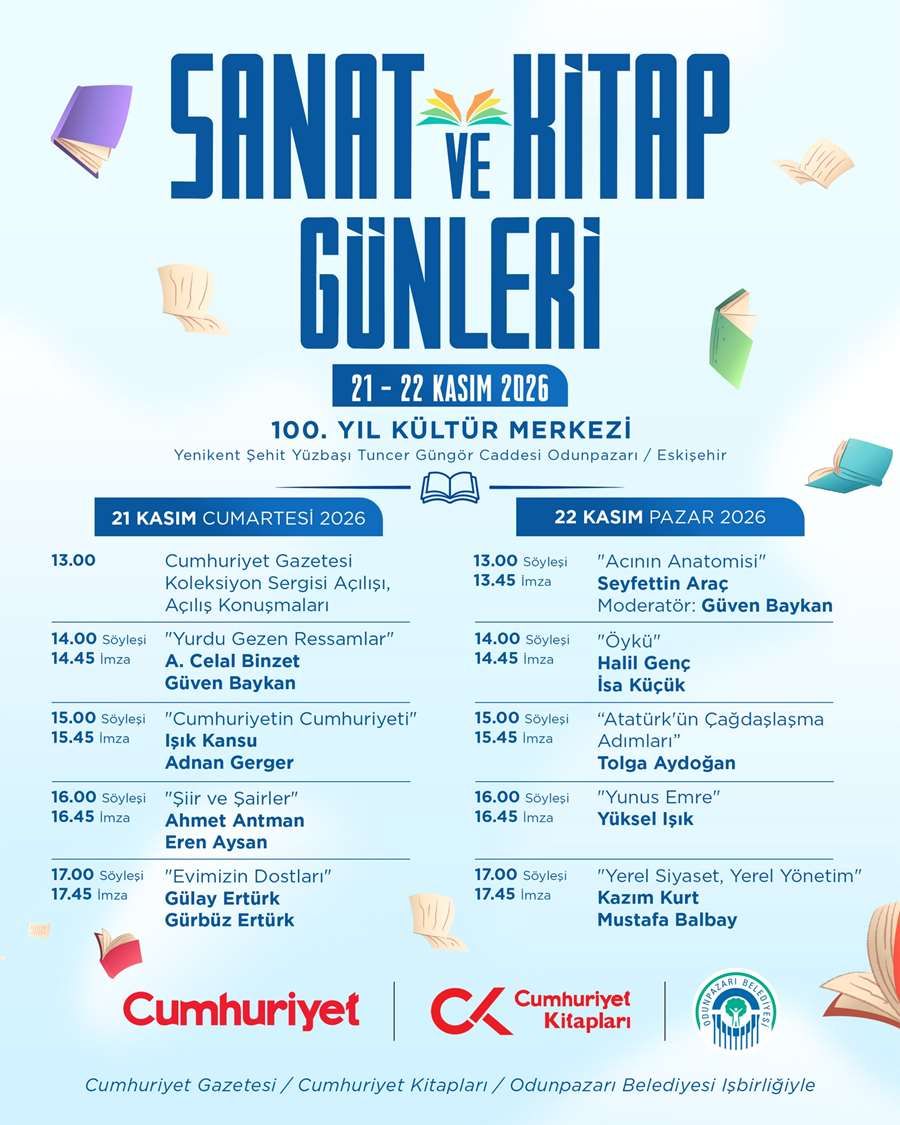 SANAT VE KİTAP
GÜNLERİ
21 - 22 KASIM 2026
100. YIL KÜLTÜR MERKEZİ
Yenikent Şehit Yüzbaşı Tuncer Güngör Caddesi Odunpazarı / Eskişehir
21 KASIM CUMARTESİ 2026
13.00 Cumhuriyet Gazetesi
Koleksiyon Sergisi Açılışı,
Açılış Konuşmaları
14.00 Söyleşi "Yurdu Gezen Ressamlar"
14.45 İmza A. Celal Binzet
Güven Baykan
15.00 Söyleşi "Cumhuriyetin Cumhuriyeti"
15.45 İmza Işık Kansu
Adnan Gerger
16.00 Söyleşi "Şiir ve Şairler"
16.45 İmza Ahmet Antman
Eren Aysan
17.00 Söyleşi "Evimizin Dostları"
17.45 İmza Gülay Ertürk
Gürbüz Ertürk
22 KASIM PAZAR 2026
13.00 Söyleşi "Acının Anatomisi"
13.45 İmza Seyfettin Araç
Moderatör: Güven Baykan
14.00 Söyleşi "Öykü"
14.45 İmza Halil Genç
İsa Küçük
15.00 Söyleşi “Atatürk'ün Çağdaşlaşma
15.45 İmza Adımları”
Tolga Aydoğan
16.00 Söyleşi "Yunus Emre"
16.45 İmza Yüksel Işık
17.00 Söyleşi "Yerel Siyaset, Yerel Yönetim"
17.45 İmza Kazım Kurt
Mustafa Balbay
Cumhuriyet
CK Cumhuriyet
Kitapları
ODUNPAZARI BELEDİYESİ
Cumhuriyet Gazetesi / Cumhuriyet Kitapları / Odunpazarı Belediyesi Işbirliğiyle